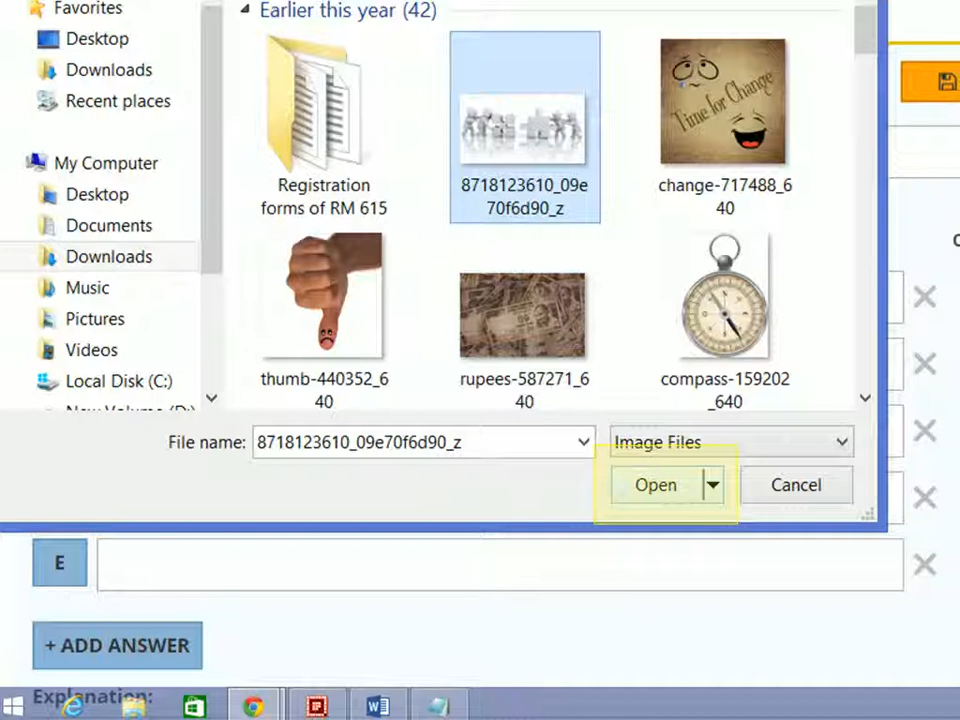 Favorites
Desktop
Downloads
Recent places
My Computer
Desktop
Documents
Downloads
Music
Pictures
Videos
Local Disk (C:)
New Volume (D:)
Earlier this year (42)
Registration
forms of RM 615
8718123610_09e
70f6d90_z
Time for Change
change-717488_6
40
thumb-440352_6
40
rupees-587271_6
40
compass-159202
_640
File name:
8718123610_09e70f6d90_z
Image Files
Open
Cancel
E
+ ADD ANSWER
Explanation: